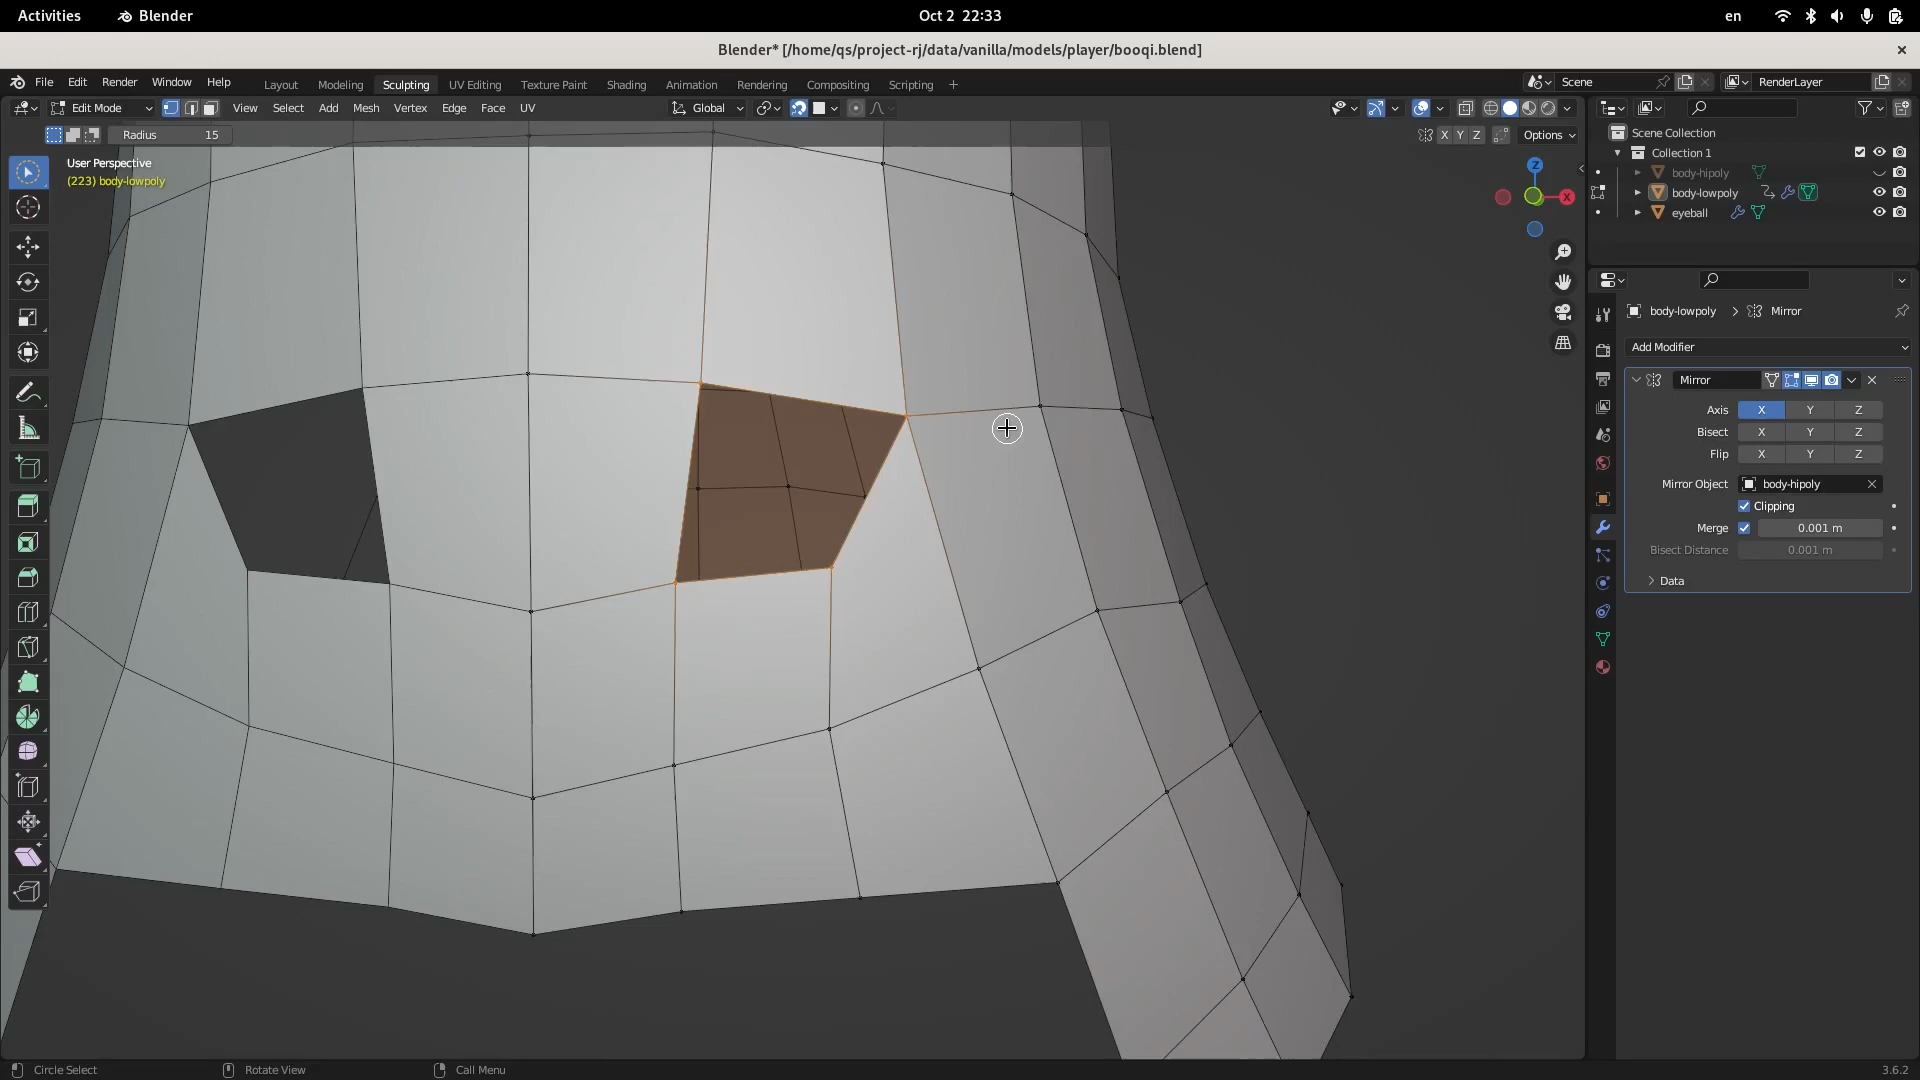 Activities Blender Oct 2 22:33 en
Blender* [/home/qs/project-rj/data/vanilla/models/player/booqi.blend]
File Edit Render Window Help Layout Modeling Sculpting UV Editing Texture Paint Shading Animation Rendering Compositing Scripting + Scene RenderLayer
Edit Mode View Select Add Mesh Vertex Edge Face UV Global
Radius 15 X Y Z Options
User Perspective
(223) body-lowpoly
Z
X
Scene Collection
Collection 1
body-hipoly
body-lowpoly
eyeball
body-lowpoly > Mirror
Add Modifier
Mirror
Axis X Y Z
Bisect X Y Z
Flip X Y Z
Mirror Object body-hipoly
Clipping
Merge 0.001 m
Bisect Distance 0.001 m
Data
Circle Select Rotate View Call Menu 3.6.2